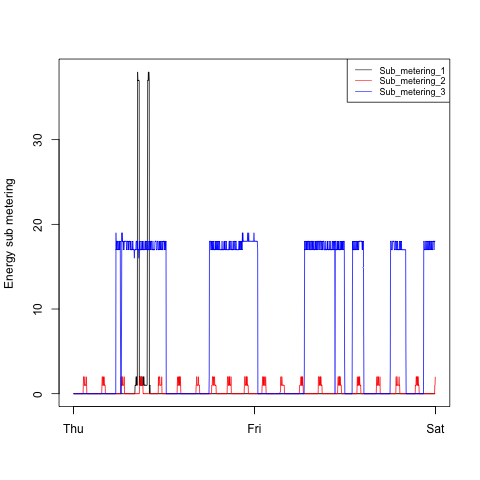 Sub_metering_1
Sub_metering_2
Sub_metering_3
Energy sub metering
30
20
10
0
Thu
Fri
Sat